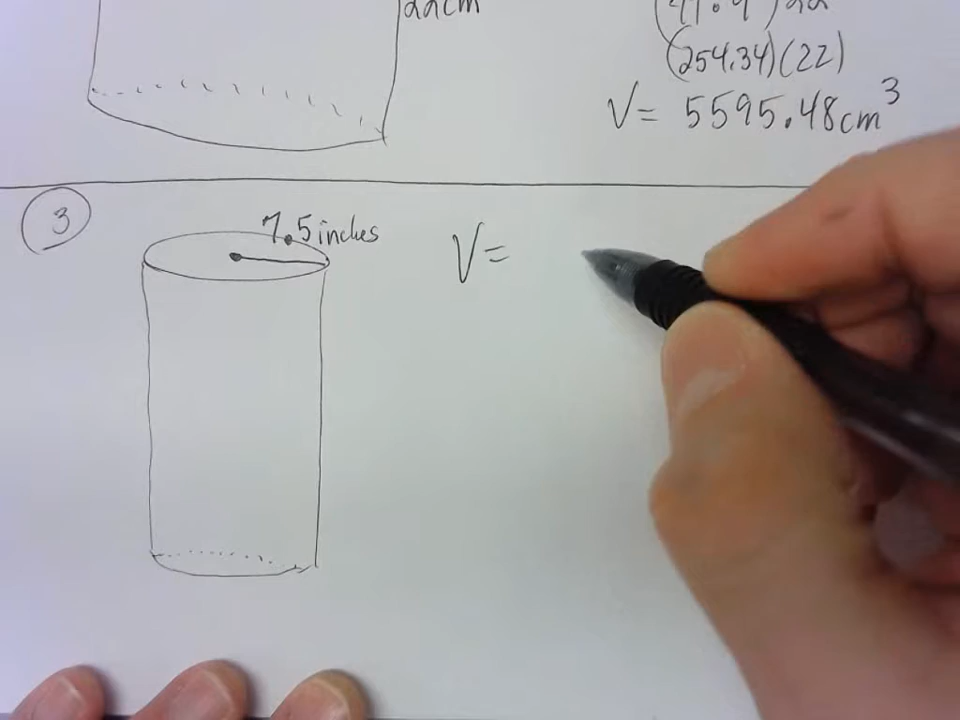 22cm
(254.34)(22)
V= 5595.48cm³
3
7.5 inches
V=